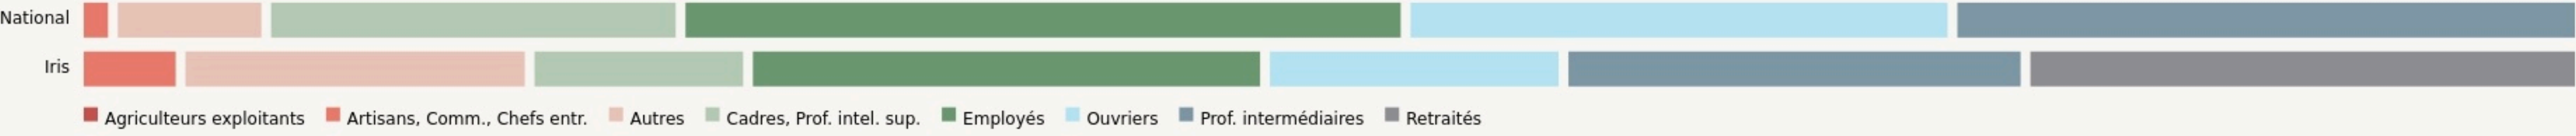 National
Iris
Agriculteurs exploitants Artisans, Comm., Chefs entr. Autres Cadres, Prof. intel. sup. Employés Ouvriers Prof. intermédiaires Retraités